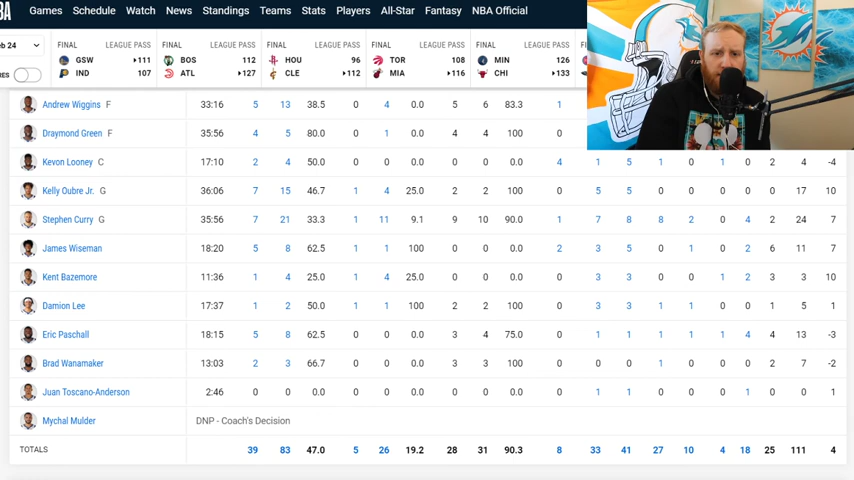 Games Schedule Watch News Standings Teams Stats Players All-Star Fantasy NBA Official
24
FINAL LEAGUE PASS
GSW 111
IND 107
FINAL LEAGUE PASS
BOS 112
ATL 127
FINAL LEAGUE PASS
HOU 96
CLE 112
FINAL LEAGUE PASS
TOR 108
MIA 116
FINAL LEAGUE PASS
MIN 126
CHI 133
Andrew Wiggins F 33:16 5 13 38.5 0 4 0.0 5 6 83.3 1
Draymond Green F 35:56 4 5 80.0 0 1 0.0 4 4 100 0
Kevon Looney C 17:10 2 4 50.0 0 0 0.0 0 0 0.0 4 1 5 1 0 1 0 2 4 -4
Kelly Oubre Jr. G 36:06 7 15 46.7 1 4 25.0 2 2 100 0 5 5 0 0 0 0 0 17 10
Stephen Curry G 35:56 7 21 33.3 1 11 9.1 9 10 90.0 1 7 8 8 2 0 4 2 24 7
James Wiseman 18:20 5 8 62.5 1 1 100 0 0 0.0 2 3 5 0 1 0 2 6 11 7
Kent Bazemore 11:36 1 4 25.0 1 4 25.0 0 0 0.0 0 3 3 0 0 1 2 3 3 10
Damion Lee 17:37 1 2 50.0 1 1 100 2 2 100 0 3 3 1 1 0 0 1 5 1
Eric Paschall 18:15 5 8 62.5 0 0 0.0 3 4 75.0 0 1 1 1 1 1 4 4 13 -3
Brad Wanamaker 13:03 2 3 66.7 0 0 0.0 3 3 100 0 0 0 1 0 0 0 2 7 -2
Juan Toscano-Anderson 2:46 0 0 0.0 0 0 0.0 0 0 0.0 0 1 1 0 0 0 1 0 0 1
Mychal Mulder DNP - Coach's Decision
TOTALS 39 83 47.0 5 26 19.2 28 31 90.3 8 33 41 27 10 4 18 25 111 4